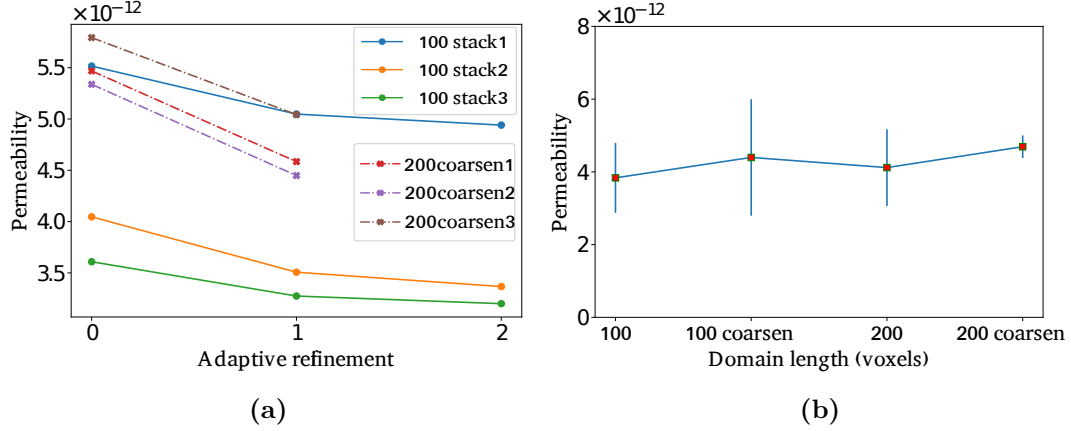 ×10⁻¹²
5.5
5.0
4.5
4.0
3.5
Permeability
0
1
2
Adaptive refinement
100 stack1
100 stack2
100 stack3
200coarsen1
200coarsen2
200coarsen3
(a)
×10⁻¹²
8
6
4
2
0
Permeability
100
100 coarsen
200
200 coarsen
Domain length (voxels)
(b)